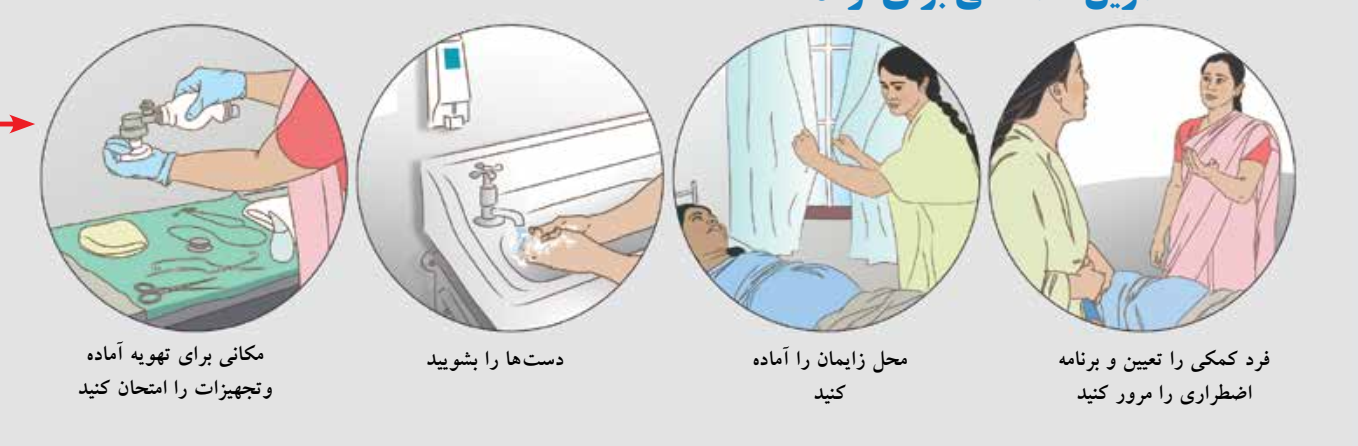 برای
فرد کمکی را تعیین و برنامه
اضطراری را مرور کنید
محل زایمان را آماده
کنید
دست‌ها را بشویید
مکانی برای تهویه آماده
وتجهیزات را امتحان کنید